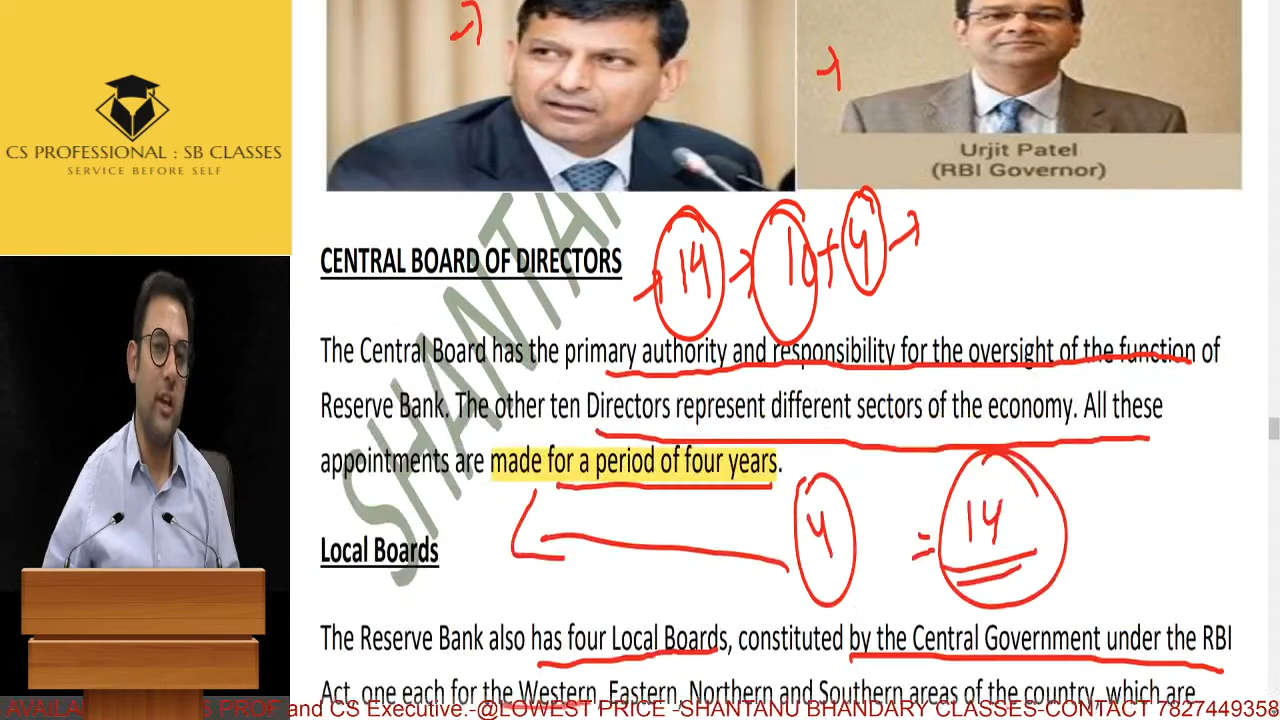 CS PROFESSIONAL : SB CLASSES
SERVICE BEFORE SELF
Urjit Patel
(RBI Governor)
CENTRAL BOARD OF DIRECTORS
14 10 + 4
The Central Board has the primary authority and responsibility for the oversight of the function of
Reserve Bank. The other ten Directors represent different sectors of the economy. All these
appointments are made for a period of four years.
4 = 14
Local Boards
The Reserve Bank also has four Local Boards, constituted by the Central Government under the RBI
Act, one each for the Western, Eastern, Northern and Southern areas of the country, which are
SHANTA
PROF and CS Executive.-@LOWEST PRICE -SHANTANU BHANDARY CLASSES-CONTACT 7827449358